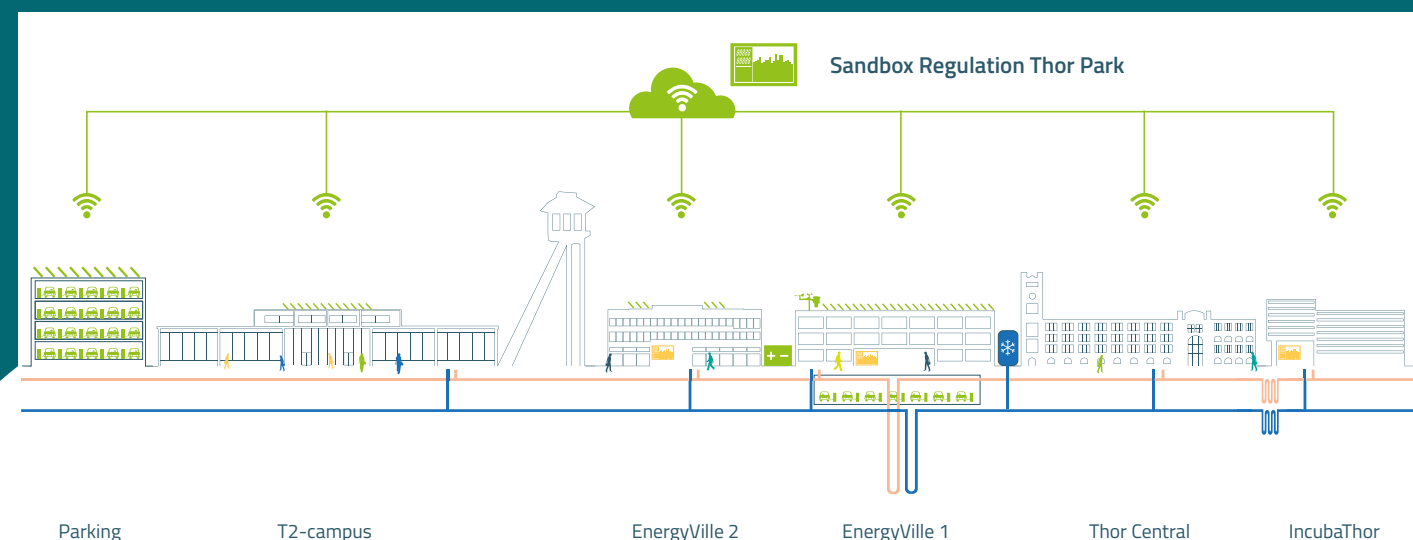 Sandbox Regulation Thor Park
Parking
T2-campus
EnergyVille 2
EnergyVille 1
Thor Central
IncubaThor